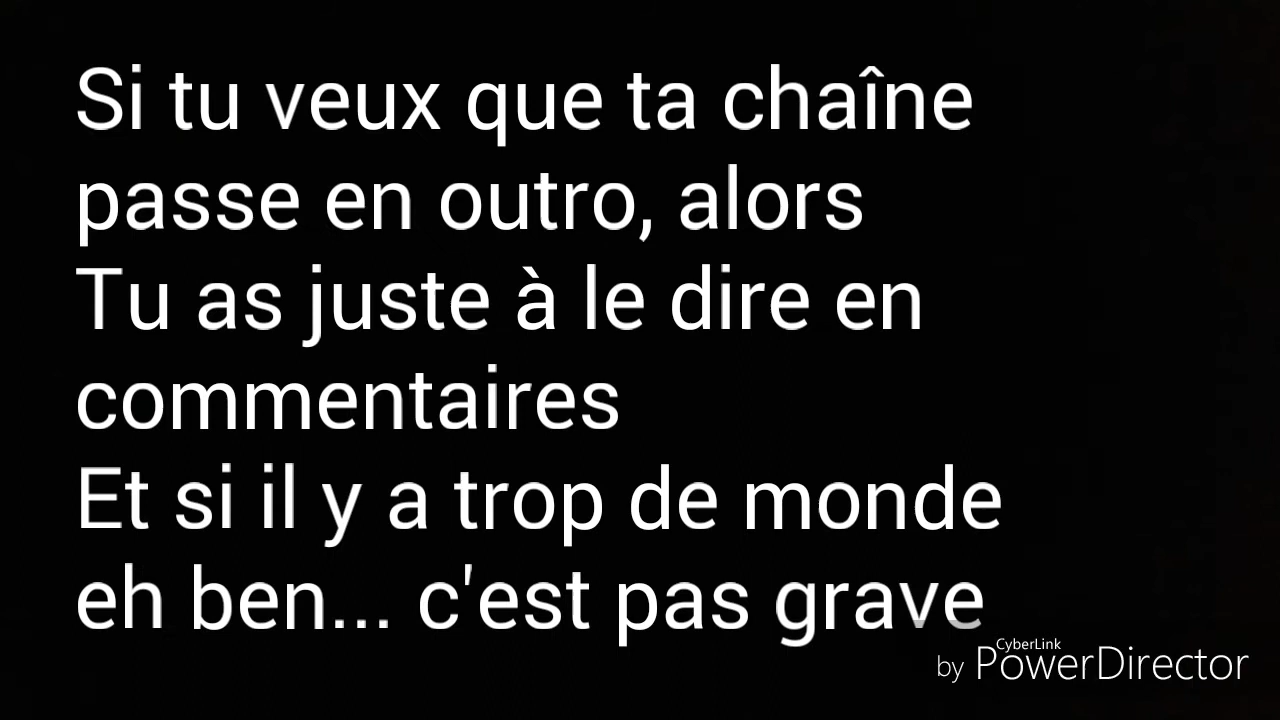 Si tu veux que ta chaîne
passe en outro, alors
Tu as juste à le dire en
commentaires
Et si il y a trop de monde
eh ben... c'est pas grave
CyberLink
by PowerDirector